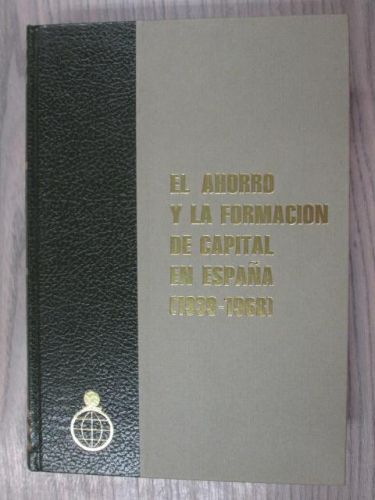 EL AHORRO
Y LA FORMACION
DE CAPITAL
EN ESPAÑA
(1939-1968)